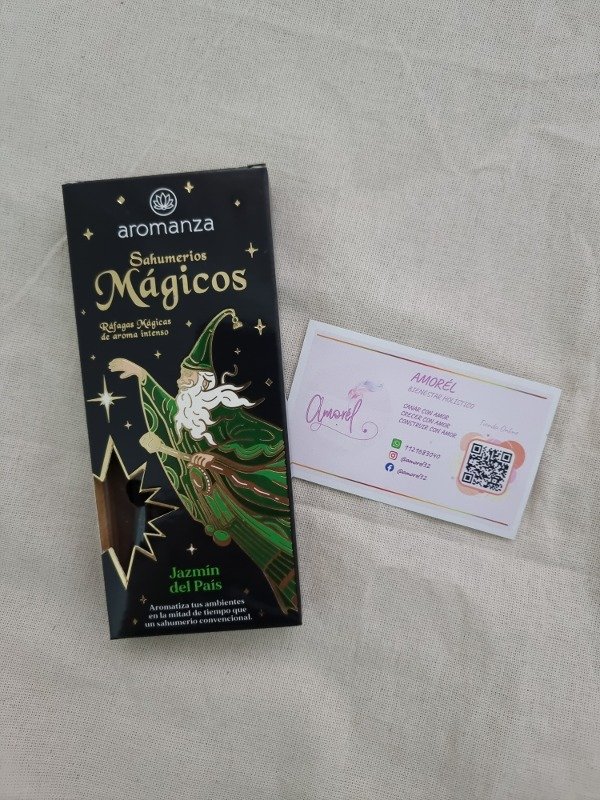 aromanza
Sahumerios
Mágicos
Ráfagas Mágicas
de aroma intenso
Jazmín
del País
Aromatiza tus ambientes
en la mitad de tiempo que
un sahumerio convencional.
AMORÉL
BIENESTAR HOLÍSTICO
Amorél
SANAR CON AMOR
CRECER CON AMOR
CONSTRUIR CON AMOR
Tienda Online
@amorel32
@amorel32